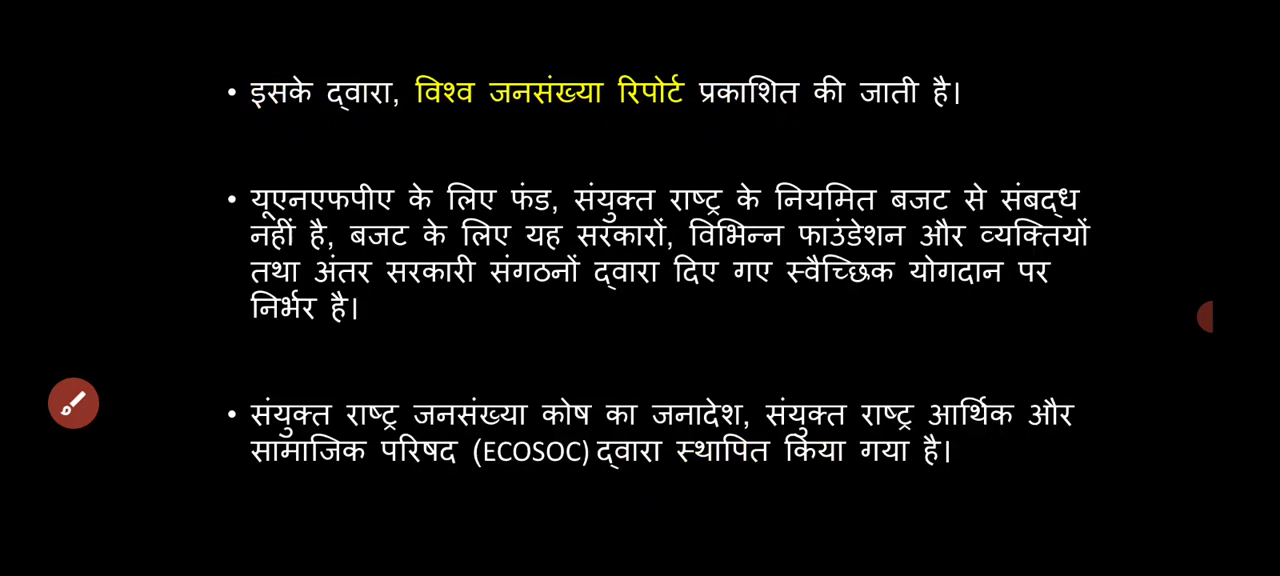 • इसके द्वारा, विश्व जनसंख्या रिपोर्ट प्रकाशित की जाती है।
• यूएनएफपीए के लिए फंड, संयुक्त राष्ट्र के नियमित बजट से संबद्ध
नहीं है, बजट के लिए यह सरकारों, विभिन्न फाउंडेशन और व्यक्तियों
तथा अंतर सरकारी संगठनों द्वारा दिए गए स्वैच्छिक योगदान पर
निर्भर है।
• संयुक्त राष्ट्र जनसंख्या कोष का जनादेश, संयुक्त राष्ट्र आर्थिक और
सामाजिक परिषद (ECOSOC) द्वारा स्थापित किया गया है।